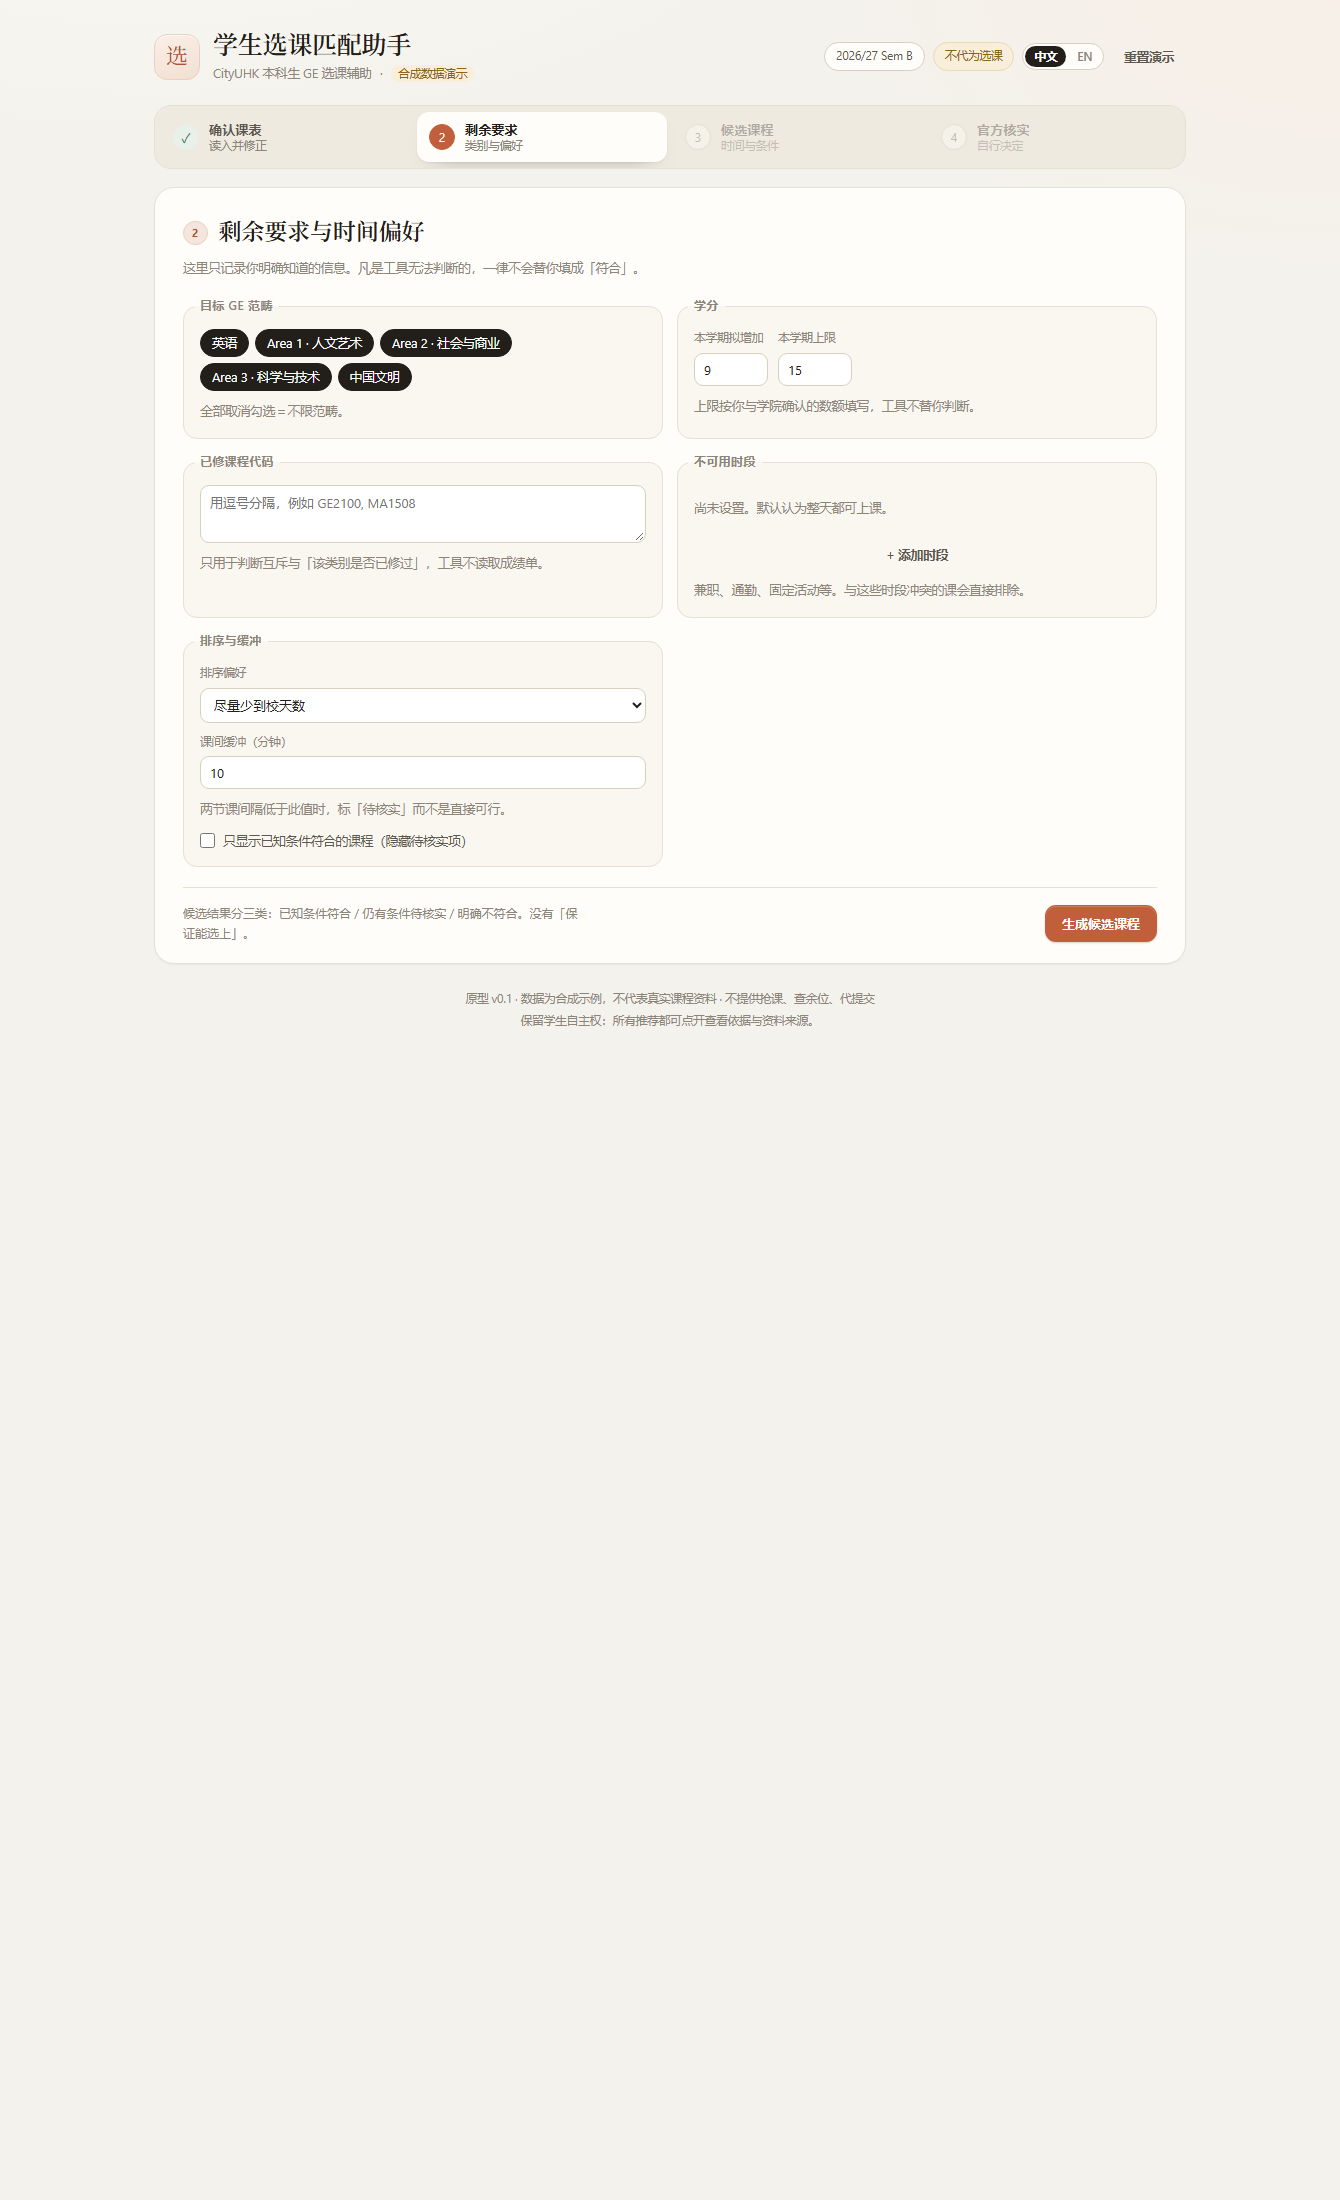 选
学生选课匹配助手
CityUHK 本科生 GE 选课辅助 · 合成数据演示
2026/27 Sem B
不代为选课
中文
EN
重置演示
✓
确认课表
读入并修正
2
剩余要求
类别与偏好
3
候选课程
时间与条件
4
官方核实
自行决定
2
剩余要求与时间偏好
这里只记录你明确知道的信息。凡是工具无法判断的，一律不会替你填成「符合」。
目标 GE 范畴
英语
Area 1 · 人文艺术
Area 2 · 社会与商业
Area 3 · 科学与技术
中国文明
全部取消勾选 = 不限范畴。
学分
本学期拟增加
本学期上限
9
15
上限按你与学院确认的数额填写，工具不替你判断。
已修课程代码
用逗号分隔，例如 GE2100, MA1508
只用于判断互斥与「该类别是否已修过」，工具不读取成绩单。
不可用时段
尚未设置。默认认为整天都可上课。
+ 添加时段
兼职、通勤、固定活动等。与这些时段冲突的课会直接排除。
排序与缓冲
排序偏好
尽量少到校天数
课间缓冲（分钟）
10
两节课间隔低于此值时，标「待核实」而不是直接可行。
只显示已知条件符合的课程（隐藏待核实项）
候选结果分三类：已知条件符合 / 仍有条件待核实 / 明确不符合。没有「保
证能选上」。
生成候选课程
原型 v0.1 · 数据为合成示例，不代表真实课程资料 · 不提供抢课、查余位、代提交
保留学生自主权：所有推荐都可点开查看依据与资料来源。